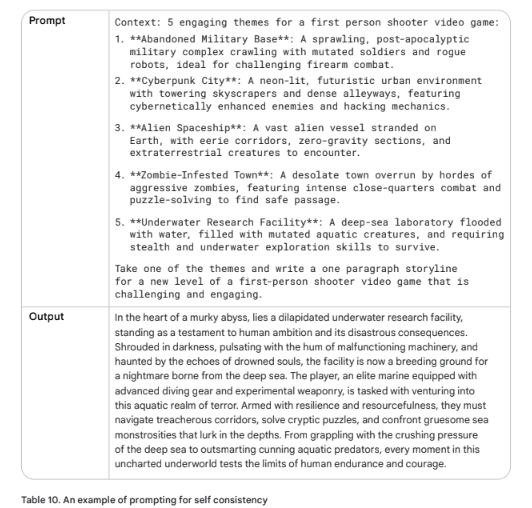 Prompt
Context: 5 engaging themes for a first person shooter video game:
1. **Abandoned Military Base**: A sprawling, post-apocalyptic
military complex crawling with mutated soldiers and rogue
robots, ideal for challenging firearm combat.
2. **Cyberpunk City**: A neon-lit, futuristic urban environment
with towering skyscrapers and dense alleyways, featuring
cybernetically enhanced enemies and hacking mechanics.
3. **Alien Spaceship**: A vast alien vessel stranded on
Earth, with eerie corridors, zero-gravity sections, and
extraterrestrial creatures to encounter.
4. **Zombie-Infested Town**: A desolate town overrun by hordes of
aggressive zombies, featuring intense close-quarters combat and
puzzle-solving to find safe passage.
5. **Underwater Research Facility**: A deep-sea laboratory flooded
with water, filled with mutated aquatic creatures, and requiring
stealth and underwater exploration skills to survive.
Take one of the themes and write a one paragraph storyline
for a new level of a first-person shooter video game that is
challenging and engaging.
Output
In the heart of a murky abyss, lies a dilapidated underwater research facility,
standing as a testament to human ambition and its disastrous consequences.
Shrouded in darkness, pulsating with the hum of malfunctioning machinery, and
haunted by the echoes of drowned souls, the facility is now a breeding ground for
a nightmare borne from the deep sea. The player, an elite marine equipped with
advanced diving gear and experimental weaponry, is tasked with venturing into
this aquatic realm of terror. Armed with resilience and resourcefulness, they must
navigate treacherous corridors, solve cryptic puzzles, and confront gruesome sea
monstrosities that lurk in the depths. From grappling with the crushing pressure
of the deep sea to outsmarting cunning aquatic predators, every moment in this
uncharted underworld tests the limits of human endurance and courage.
Table 10. An example of prompting for self consistency